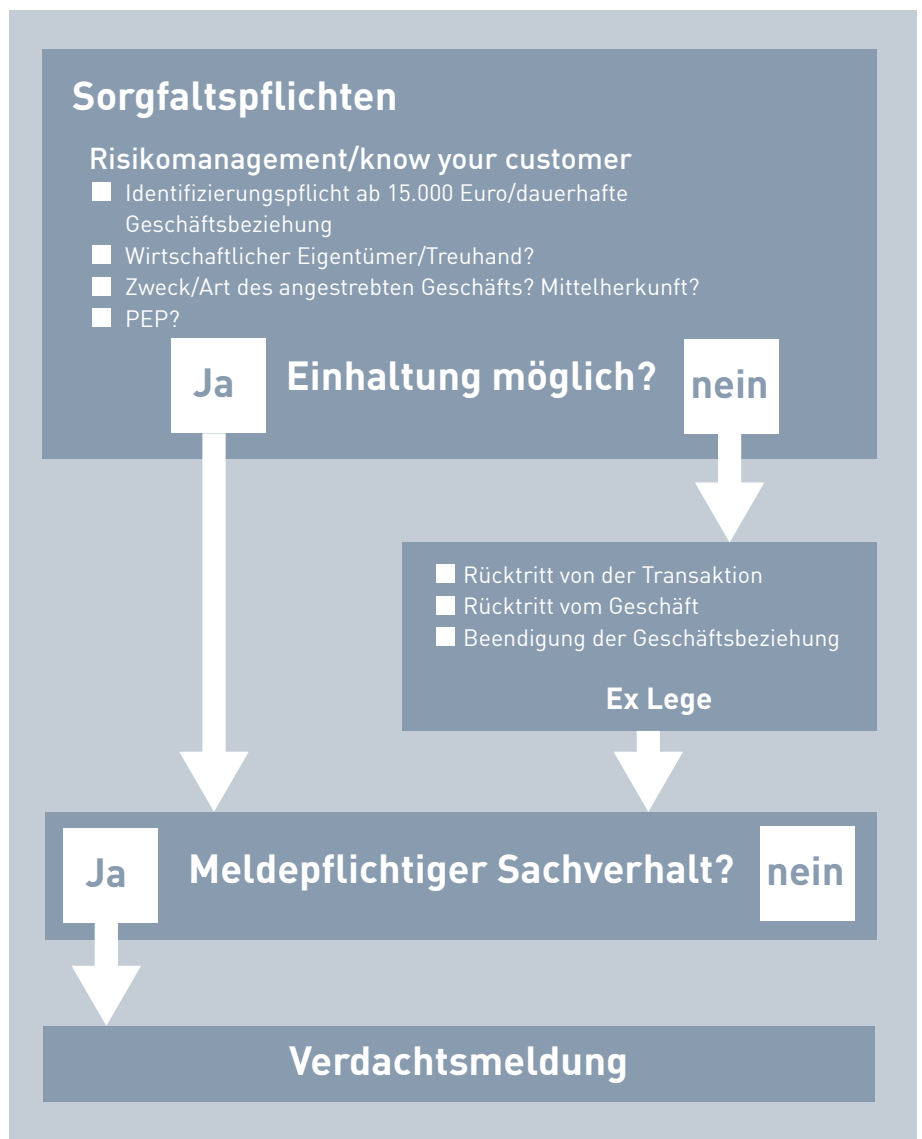 Sorgfaltspflichten
Risikomanagement/know your customer
Identifizierungspflicht ab 15.000 Euro/dauerhafte
Geschäftsbeziehung
Wirtschaftlicher Eigentümer/Treuhand?
Zweck/Art des angestrebten Geschäfts? Mittelherkunft?
PEP?
Ja Einhaltung möglich? nein
Rücktritt von der Transaktion
Rücktritt vom Geschäft
Beendigung der Geschäftsbeziehung
Ex Lege
Ja Meldepflichtiger Sachverhalt? nein
Verdachtsmeldung